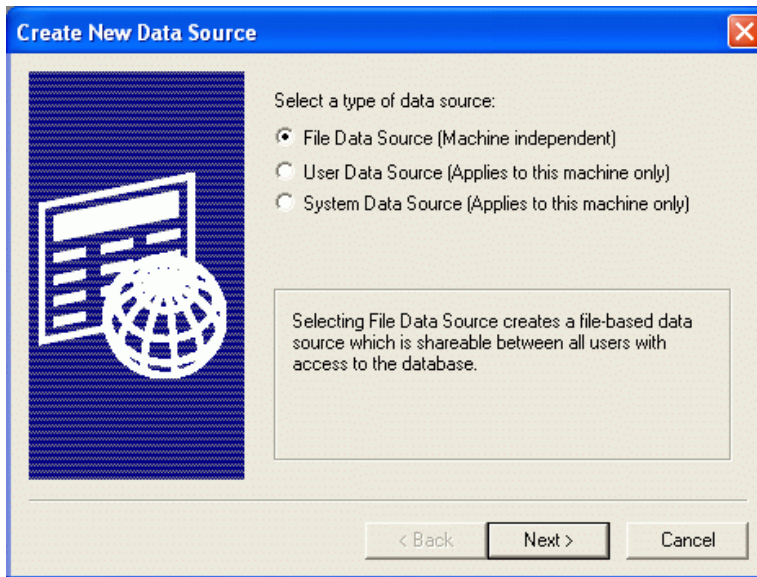 Create New Data Source
Select a type of data source:
File Data Source (Machine independent)
User Data Source (Applies to this machine only)
System Data Source (Applies to this machine only)
Selecting File Data Source creates a file-based data
source which is shareable between all users with
access to the database.
< Back
Next >
Cancel